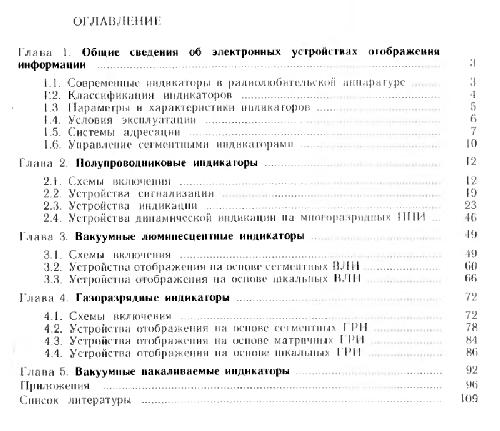 ОГЛАВЛЕНИЕ
Глава 1. Общие сведения об электронных устройствах отображения
информации 3
1.1. Современные индикаторы в радиолюбительской аппаратуре 3
1.2. Классификация индикаторов 4
1.3 Параметры и характеристики индикаторов 5
1.4. Условия эксплуатации 6
1.5. Системы адресации 7
1.6. Управление сегментными индикаторами 10
Глава 2. Полупроводниковые индикаторы 12
2.1. Схемы включения 12
2.2. Устройства сигнализации 19
2.3. Устройства индикации 23
2.4. Устройства динамической индикации на многоразрядных ППИ 46
Глава 3. Вакуумные люминесцентные индикаторы 49
3.1. Схемы включения 49
3.2. Устройства отображения на основе сегментных ВЛИ 60
3.3. Устройства отображения на основе шкальных ВЛИ 66
Глава 4. Газоразрядные индикаторы 72
4.1. Схемы включения 72
4.2. Устройства отображения на основе сегментных ГРИ 78
4.3. Устройства отображения на основе матричных ГРИ 84
4.4. Устройства отображения на основе шкальных ГРИ 86
Глава 5. Вакуумные накаливаемые индикаторы 92
Приложения 96
Список литературы 109